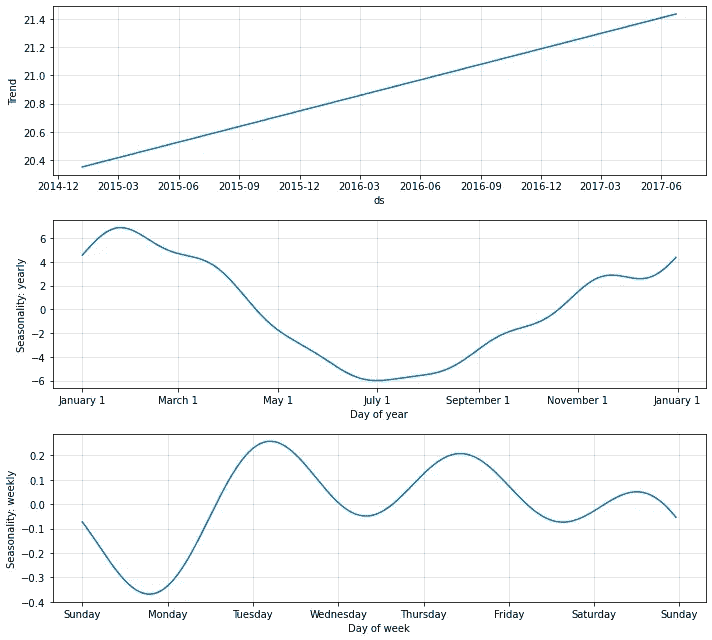 21.4
21.2
21.0
20.8
20.6
20.4
Trend
2014-12 2015-03 2015-06 2015-09 2015-12 2016-03 2016-06 2016-09 2016-12 2017-03 2017-06
ds
6
4
2
0
−2
−4
−6
Seasonality: yearly
January 1 March 1 May 1 July 1 September 1 November 1 January 1
Day of year
0.2
0.1
0.0
−0.1
−0.2
−0.3
−0.4
Seasonality: weekly
Sunday Monday Tuesday Wednesday Thursday Friday Saturday Sunday
Day of week